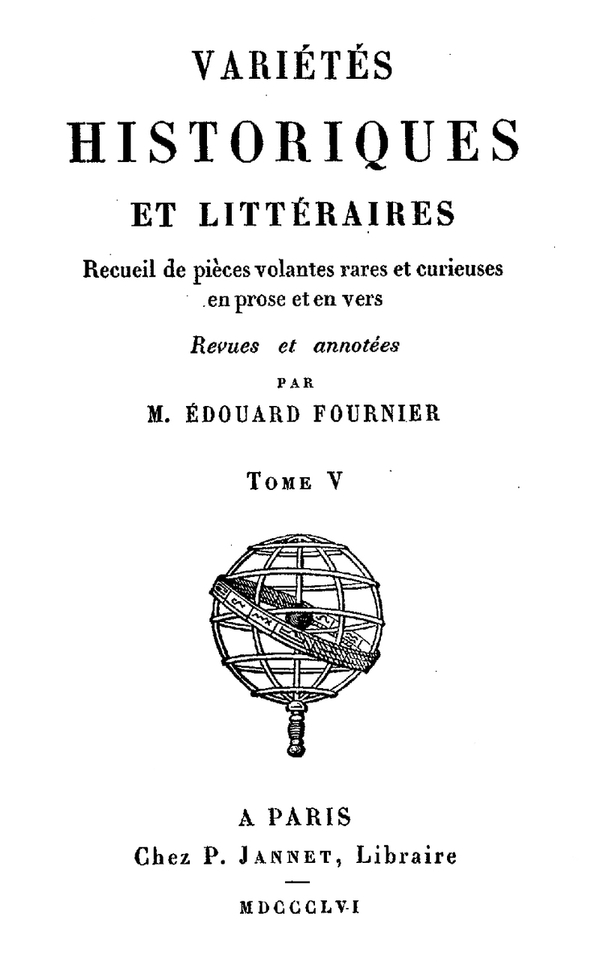 VARIÉTÉS
HISTORIQUES
ET LITTÉRAIRES
Recueil de pièces volantes rares et curieuses
en prose et en vers
Revues et annotées
PAR
M. ÉDOUARD FOURNIER
TOME V
A PARIS
Chez P. JANNET, Libraire
MDCCCLVI